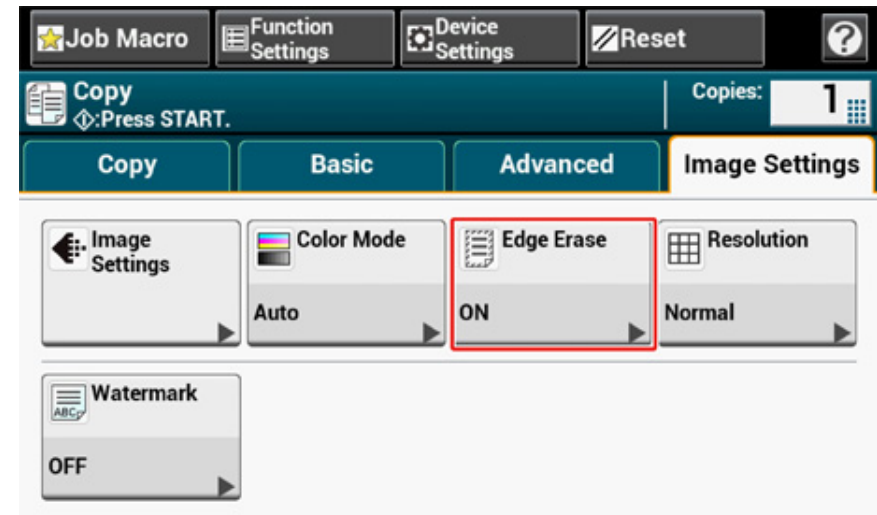 Job Macro
Function
Settings
Device
Settings
Reset
?
Copy
:Press START.
Copies:
1
Copy
Basic
Advanced
Image Settings
Image
Settings
Color Mode
Auto
Edge Erase
ON
Resolution
Normal
ABC
Watermark
OFF